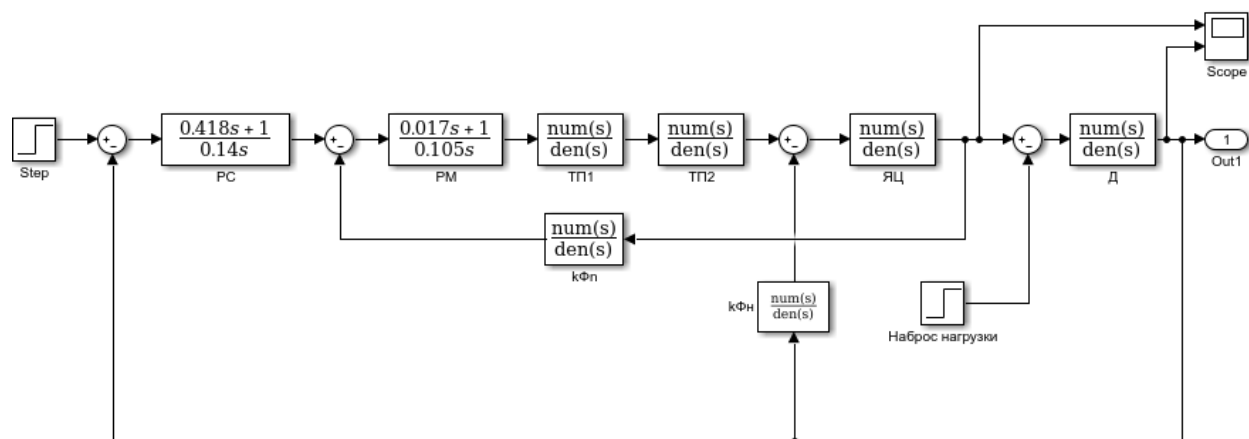 Scope
Step
+
-
0.418s + 1
0.14s
РС
+
-
0.017s + 1
0.105s
РМ
num(s)
den(s)
ТП1
num(s)
den(s)
ТП2
+
-
num(s)
den(s)
ЯЦ
+
-
num(s)
den(s)
Д
1
Out1
num(s)
den(s)
kФп
kФн
num(s)
den(s)
Наброс нагрузки